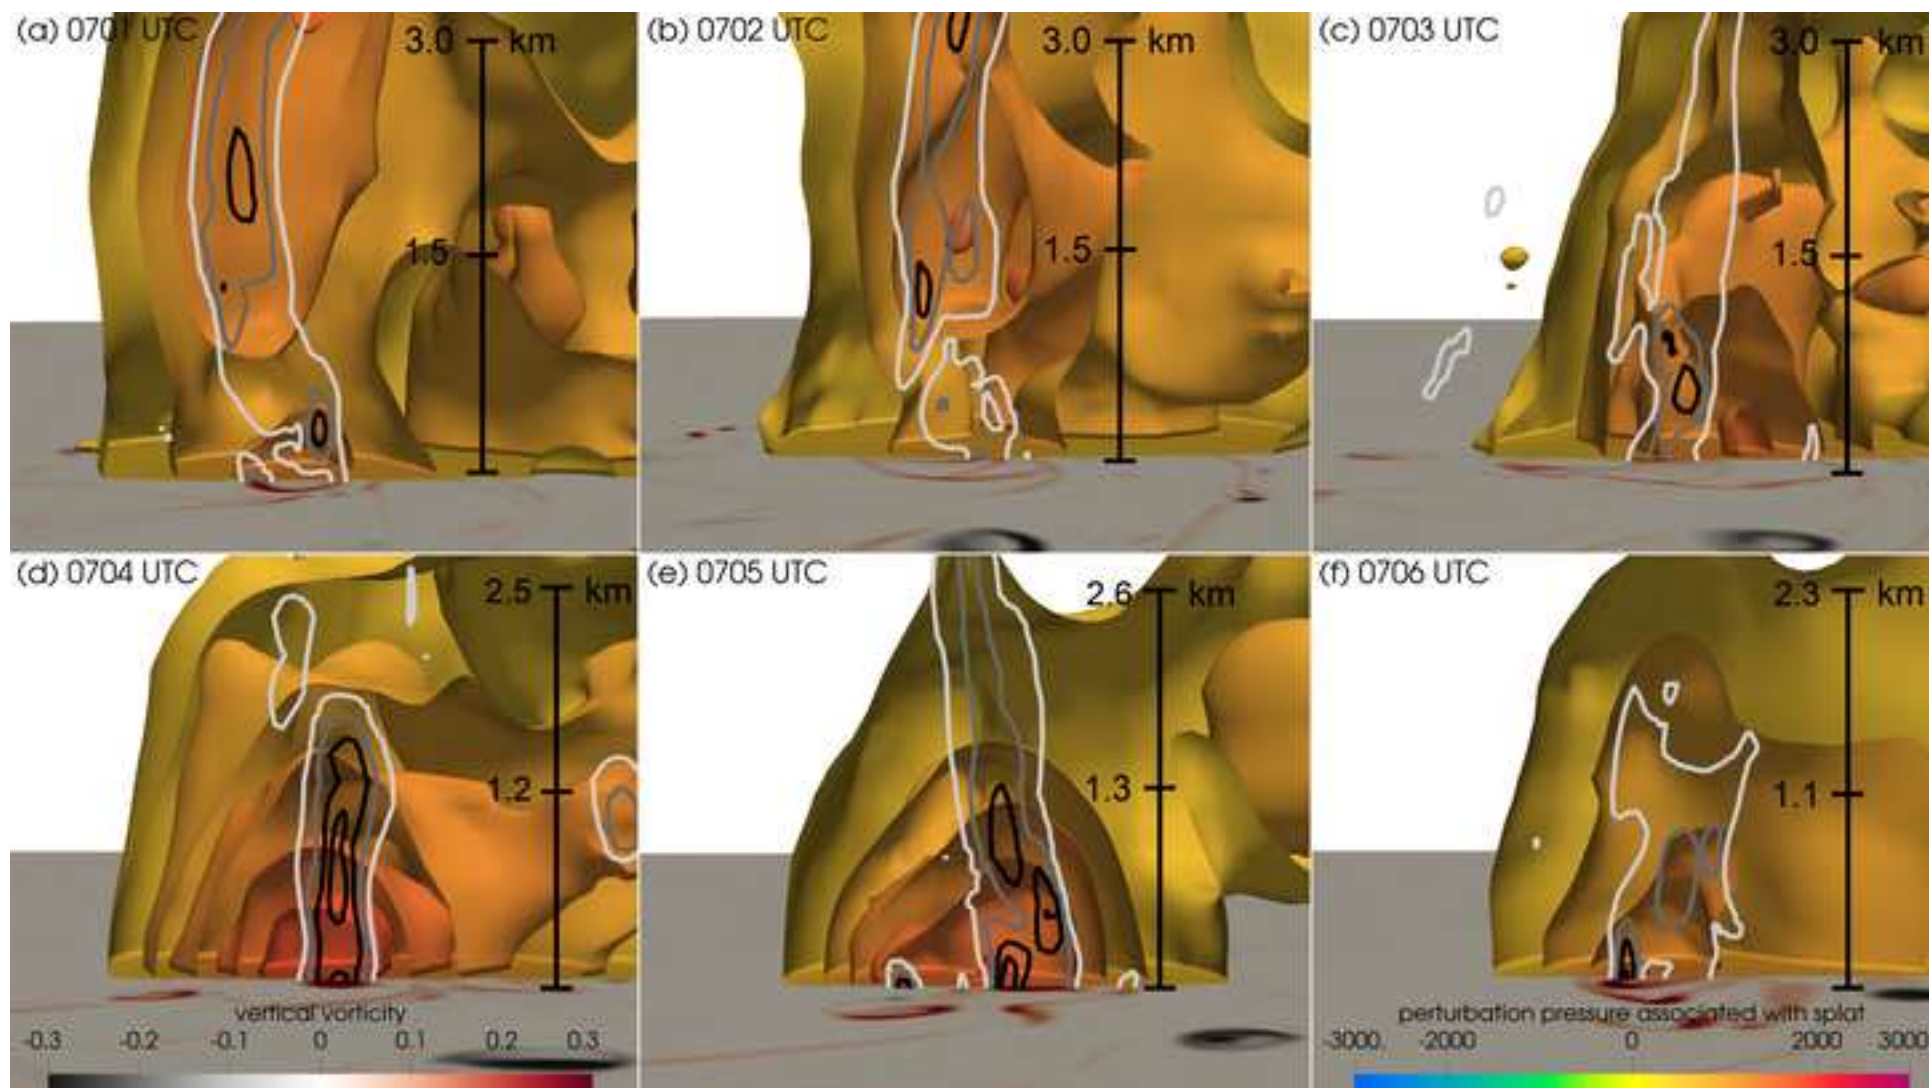 (a) 0701 UTC
3.0 km
1.5
(b) 0702 UTC
3.0 km
1.5
(c) 0703 UTC
3.0 km
1.5
(d) 0704 UTC
2.5 km
1.2
(e) 0705 UTC
2.6 km
1.3
(f) 0706 UTC
2.3 km
1.1
vertical vorticity
-0.3 -0.2 -0.1 0 0.1 0.2 0.3
perturbation pressure associated with splat
-3000 -2000 0 2000 3000